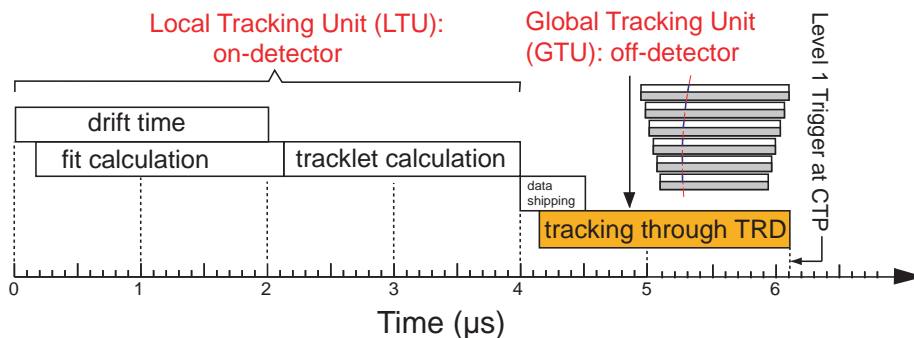 Local Tracking Unit (LTU):
on-detector
Global Tracking Unit
(GTU): off-detector
Level 1 Trigger at CTP
drift time
fit calculation
tracklet calculation
data
shipping
tracking through TRD
0 1 2 3 4 5 6
Time (µs)